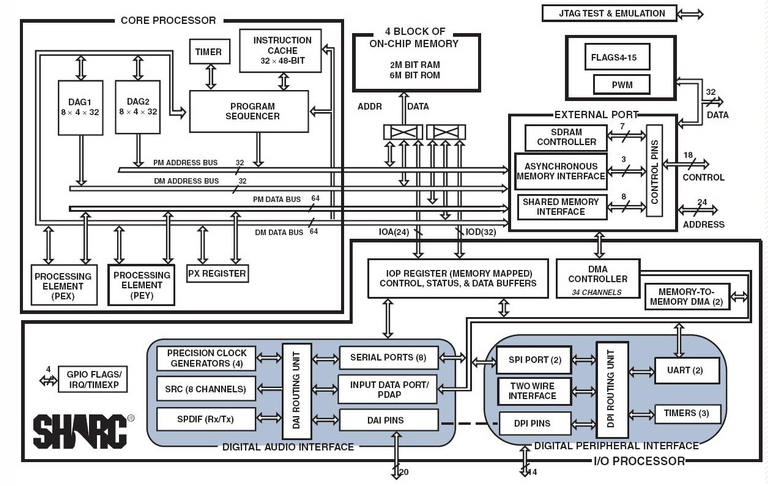 CORE PROCESSOR
TIMER
INSTRUCTION
CACHE
32 × 48-BIT
DAG1
8 × 4 × 32
DAG2
8 × 4 × 32
PROGRAM
SEQUENCER
PM ADDRESS BUS
32
DM ADDRESS BUS
32
PM DATA BUS
64
DM DATA BUS
64
PROCESSING
ELEMENT
(PEX)
PROCESSING
ELEMENT
(PEY)
PX REGISTER
4 BLOCK OF
ON-CHIP MEMORY
2M BIT RAM
6M BIT ROM
ADDR
DATA
IOA(24)
IOD(32)
JTAG TEST & EMULATION
FLAGS4-15
PWM
32
DATA
EXTERNAL PORT
SDRAM
CONTROLLER
7
ASYNCHRONOUS
MEMORY INTERFACE
3
SHARED MEMORY
INTERFACE
8
CONTROL PINS
18
CONTROL
24
ADDRESS
IOP REGISTER (MEMORY MAPPED)
CONTROL, STATUS, & DATA BUFFERS
DMA
CONTROLLER
34 CHANNELS
MEMORY-TO-
MEMORY DMA (2)
4
GPIO FLAGS/
IRQ/TIMEXP
SHARC®
PRECISION CLOCK
GENERATORS (4)
SRC (8 CHANNELS)
SPDIF (Rx/Tx)
DAI ROUTING UNIT
SERIAL PORTS (8)
INPUT DATA PORT/
PDAP
DAI PINS
DIGITAL AUDIO INTERFACE
20
SPI PORT (2)
TWO WIRE
INTERFACE
DPI PINS
DPI ROUTING UNIT
UART (2)
TIMERS (3)
DIGITAL PERIPHERAL INTERFACE
I/O PROCESSOR
14